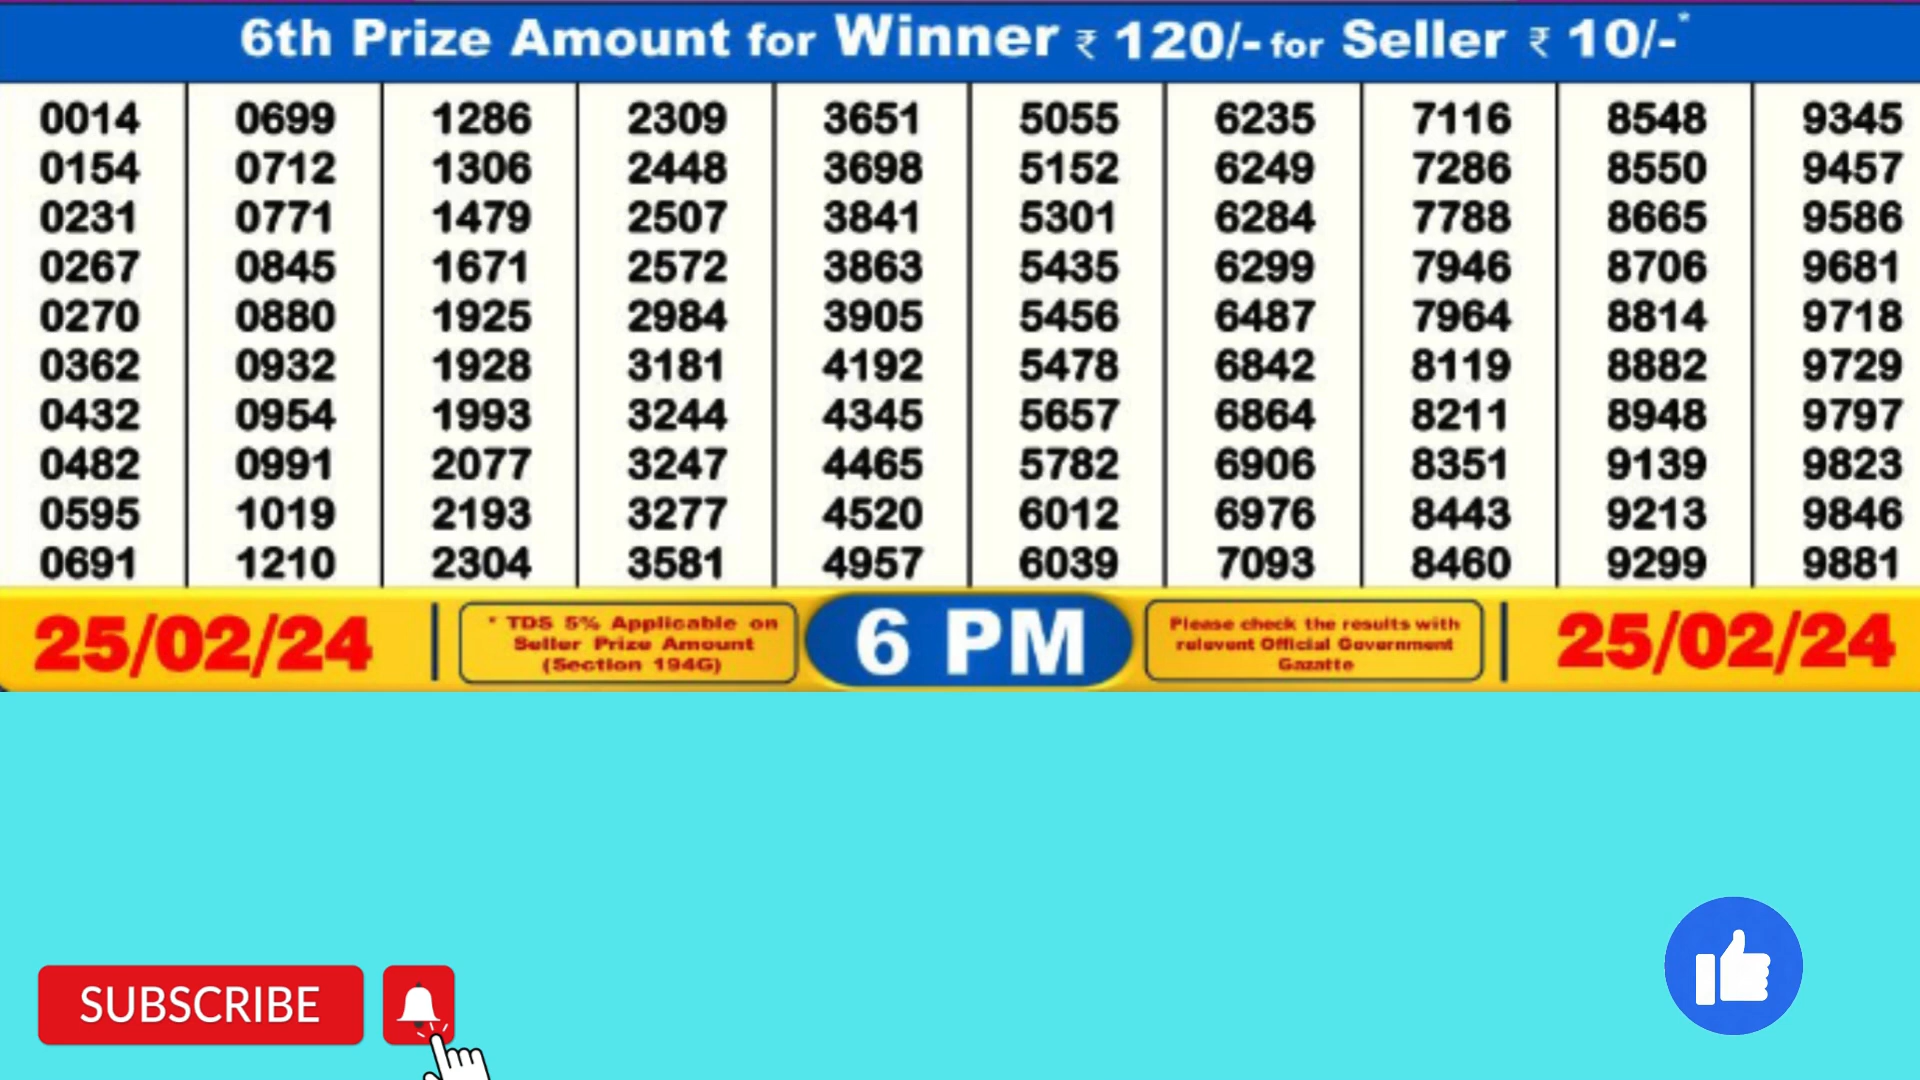 6th Prize Amount for Winner ₹ 120/- for Seller ₹ 10/-*
0014 0699 1286 2309 3651 5055 6235 7116 8548 9345
0154 0712 1306 2448 3698 5152 6249 7286 8550 9457
0231 0771 1479 2507 3841 5301 6284 7788 8665 9586
0267 0845 1671 2572 3863 5435 6299 7946 8706 9681
0270 0880 1925 2984 3905 5456 6487 7964 8814 9718
0362 0932 1928 3181 4192 5478 6842 8119 8882 9729
0432 0954 1993 3244 4345 5657 6864 8211 8948 9797
0482 0991 2077 3247 4465 5782 6906 8351 9139 9823
0595 1019 2193 3277 4520 6012 6976 8443 9213 9846
0691 1210 2304 3581 4957 6039 7093 8460 9299 9881
25/02/24
* TDS 5% Applicable on
Seller Prize Amount
(Section 194G)
6 PM
Please check the results with
relevent Official Government
Gazatte
25/02/24
SUBSCRIBE